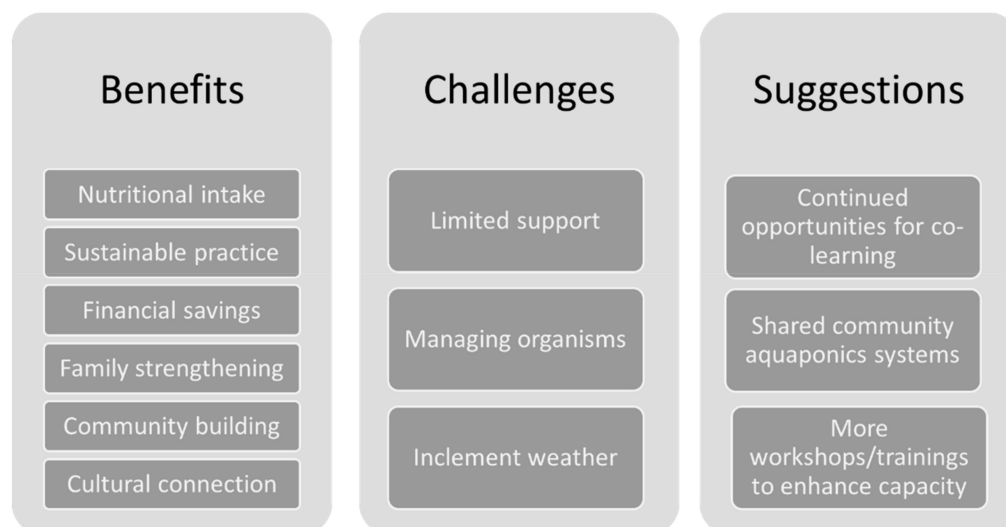 Benefits
Nutritional intake
Sustainable practice
Financial savings
Family strengthening
Community building
Cultural connection
Challenges
Limited support
Managing organisms
Inclement weather
Suggestions
Continued
opportunities for co-
learning
Shared community
aquaponics systems
More
workshops/trainings
to enhance capacity